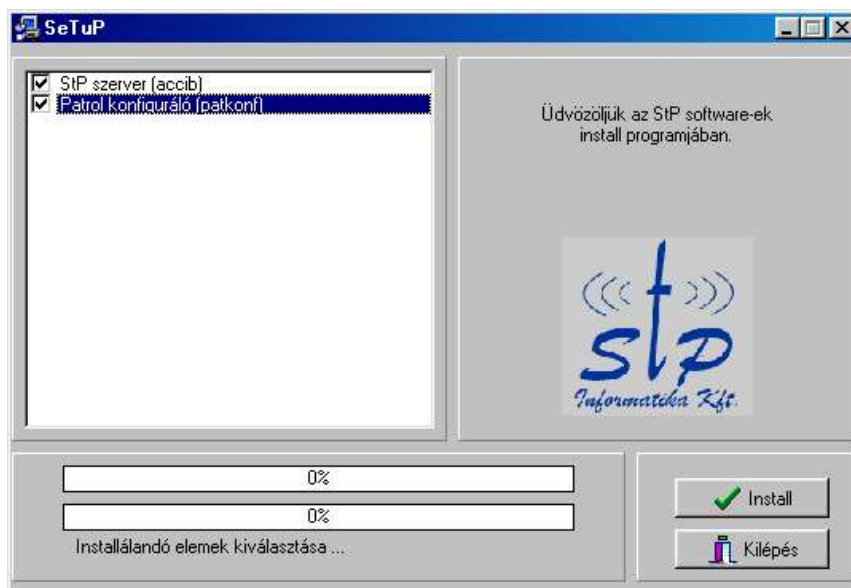 SeTuP
StP szerver (accib)
Patrol konfiguráló (patkonf)
Üdvözöljük az StP software-ek
install programjában.
StP
Informatika Kft.
0%
0%
Installálandó elemek kiválasztása ...
Install
Kilépés